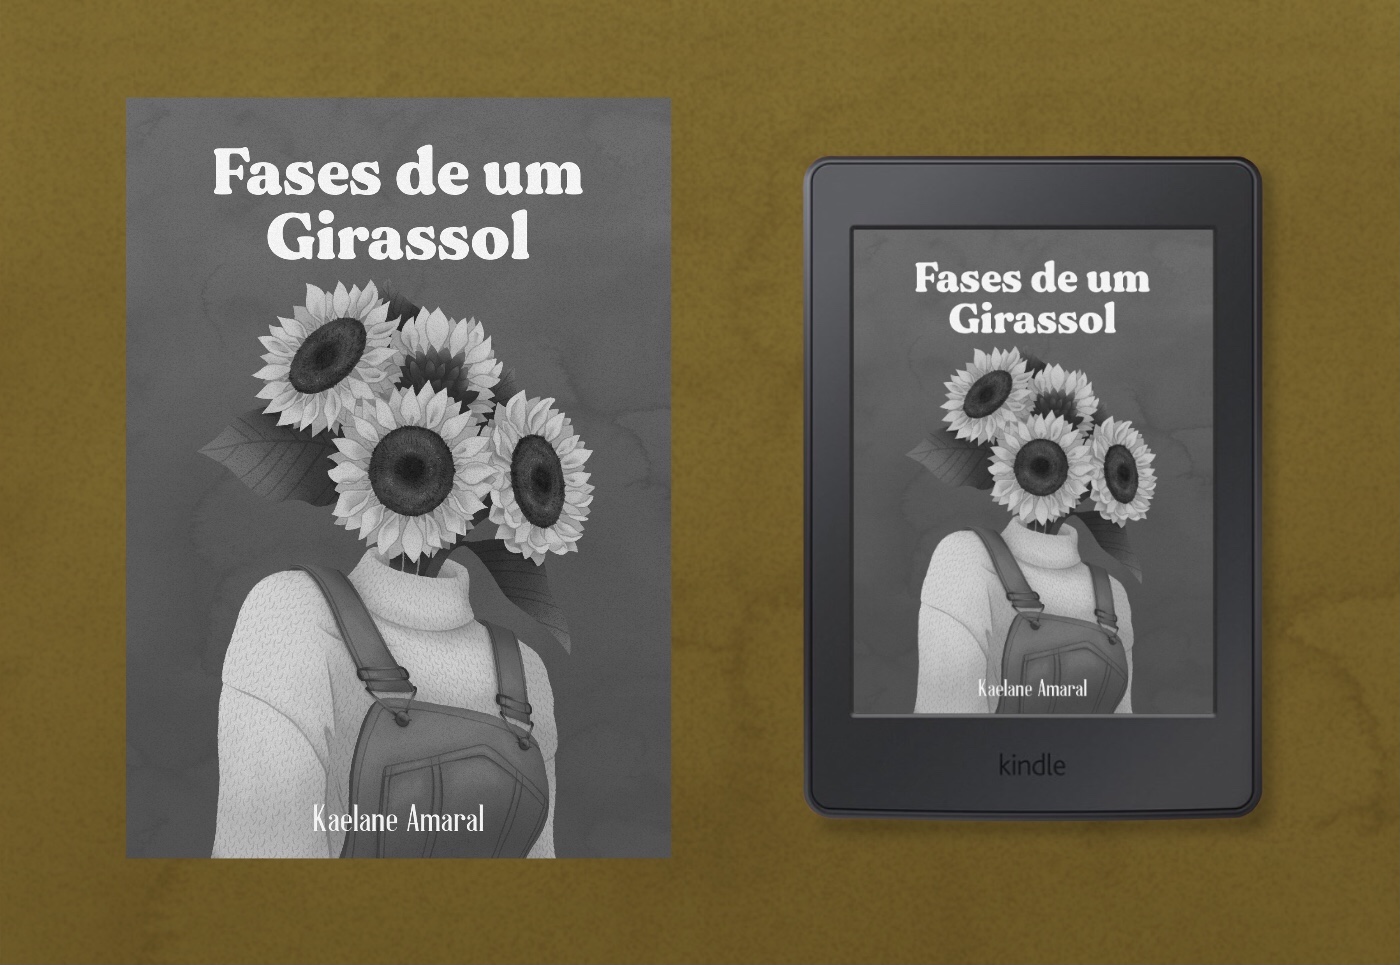 Fases de um
Girassol
Kaelane Amaral
Fases de um
Girassol
Kaelane Amaral
kindle